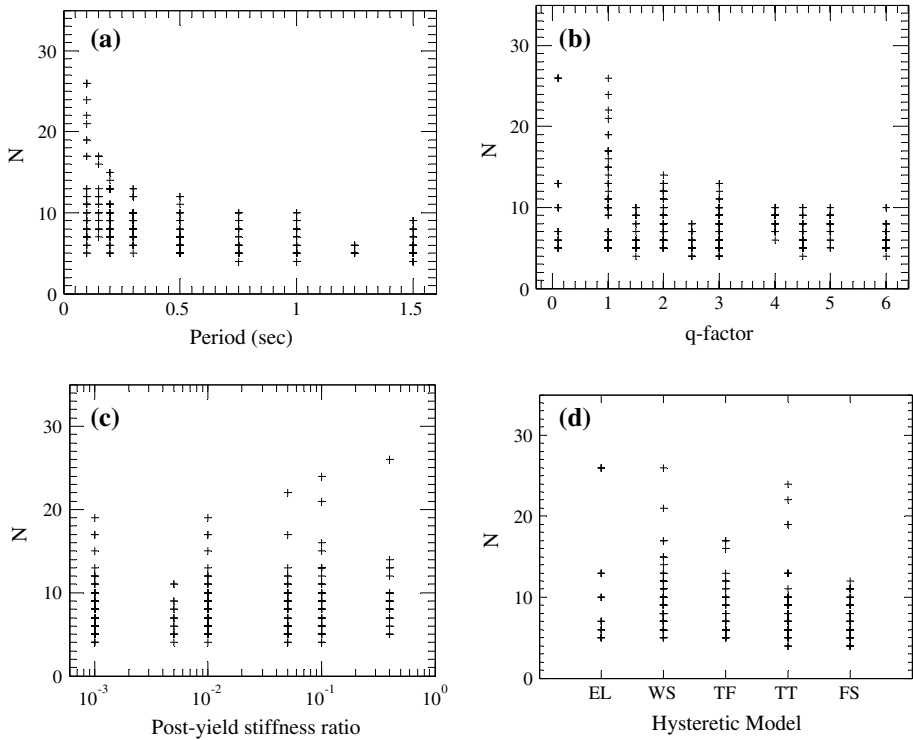 (a)
30
20
10
0
N
0 0.5 1 1.5
Period (sec)
(b)
30
20
10
0
N
0 1 2 3 4 5 6
q-factor
(c)
30
20
10
0
N
10-3 10-2 10-1 100
Post-yield stiffness ratio
(d)
30
20
10
0
N
EL WS TF TT FS
Hysteretic Model